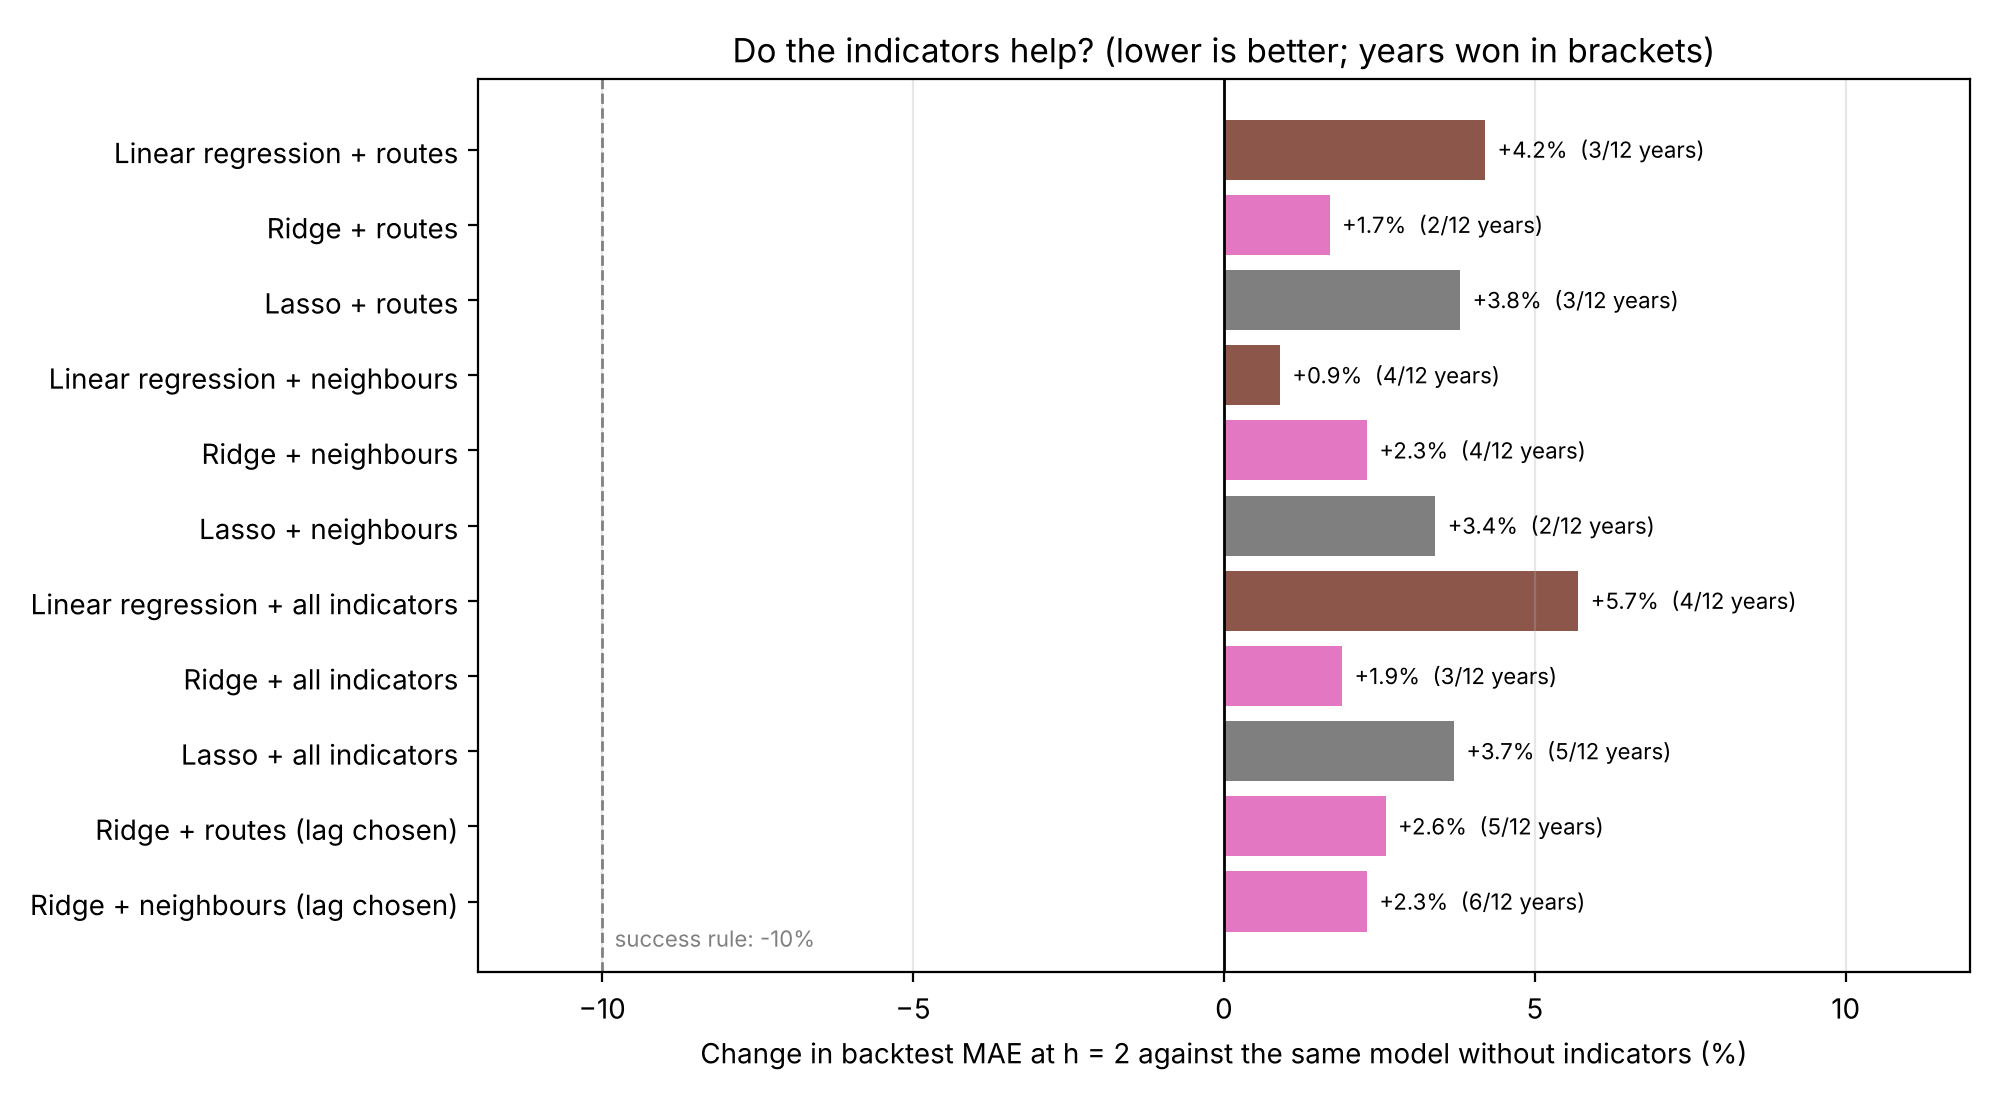 Do the indicators help? (lower is better; years won in brackets)
Linear regression + routes
+4.2% (3/12 years)
Ridge + routes
+1.7% (2/12 years)
Lasso + routes
+3.8% (3/12 years)
Linear regression + neighbours
+0.9% (4/12 years)
Ridge + neighbours
+2.3% (4/12 years)
Lasso + neighbours
+3.4% (2/12 years)
Linear regression + all indicators
+5.7% (4/12 years)
Ridge + all indicators
+1.9% (3/12 years)
Lasso + all indicators
+3.7% (5/12 years)
Ridge + routes (lag chosen)
+2.6% (5/12 years)
Ridge + neighbours (lag chosen)
+2.3% (6/12 years)
success rule: -10%
−10 −5 0 5 10
Change in backtest MAE at h = 2 against the same model without indicators (%)